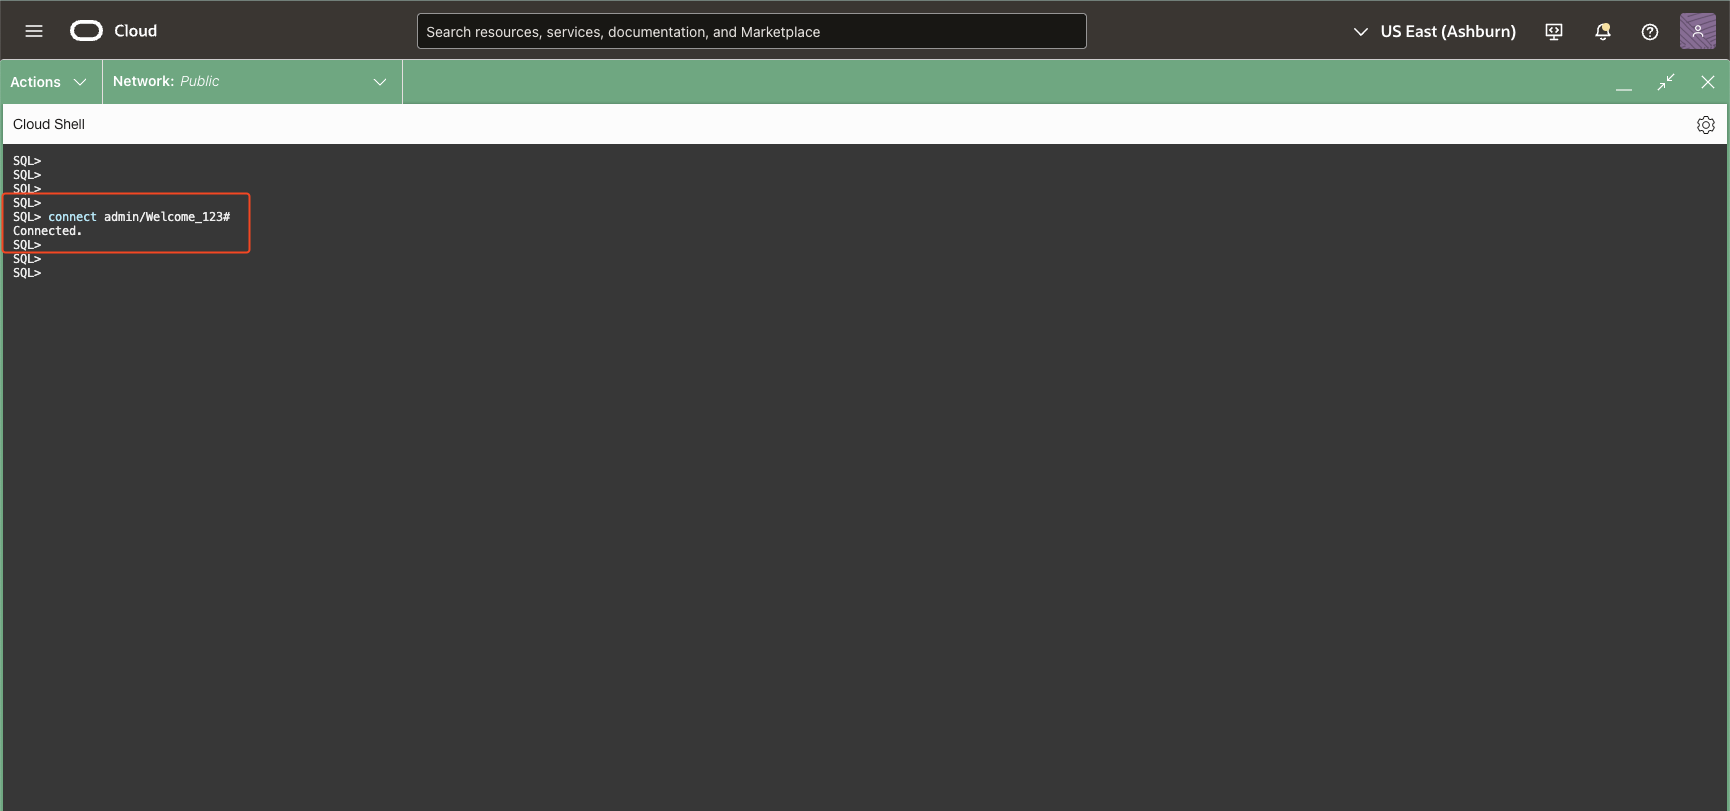 Cloud
Search resources, services, documentation, and Marketplace
US East (Ashburn)
Actions
Network: Public
Cloud Shell
SQL>
SQL>
SQL>
SQL>
SQL> connect admin/Welcome_123#
Connected.
SQL>
SQL>
SQL>